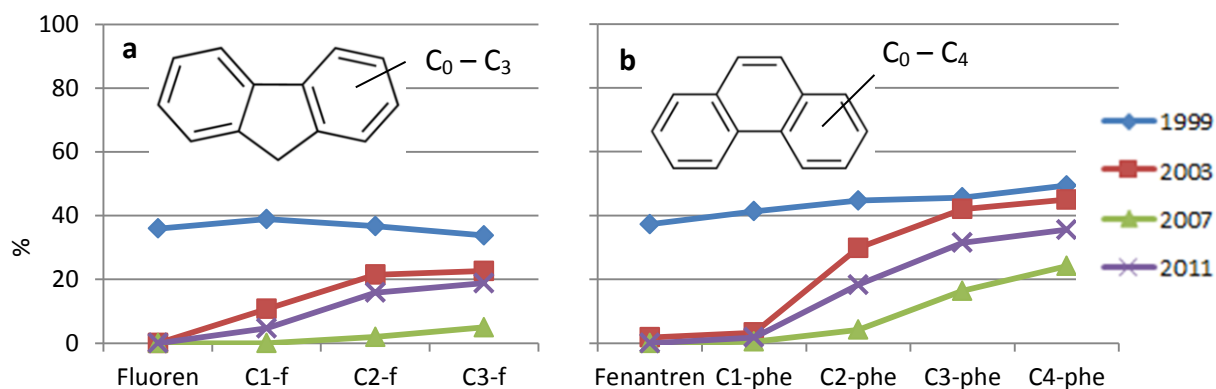 100
80
60
40
20
0
%
a
C₀ – C₃
Fluoren C1-f C2-f C3-f
b
C₀ – C₄
Fenantren C1-phe C2-phe C3-phe C4-phe
1999
2003
2007
2011